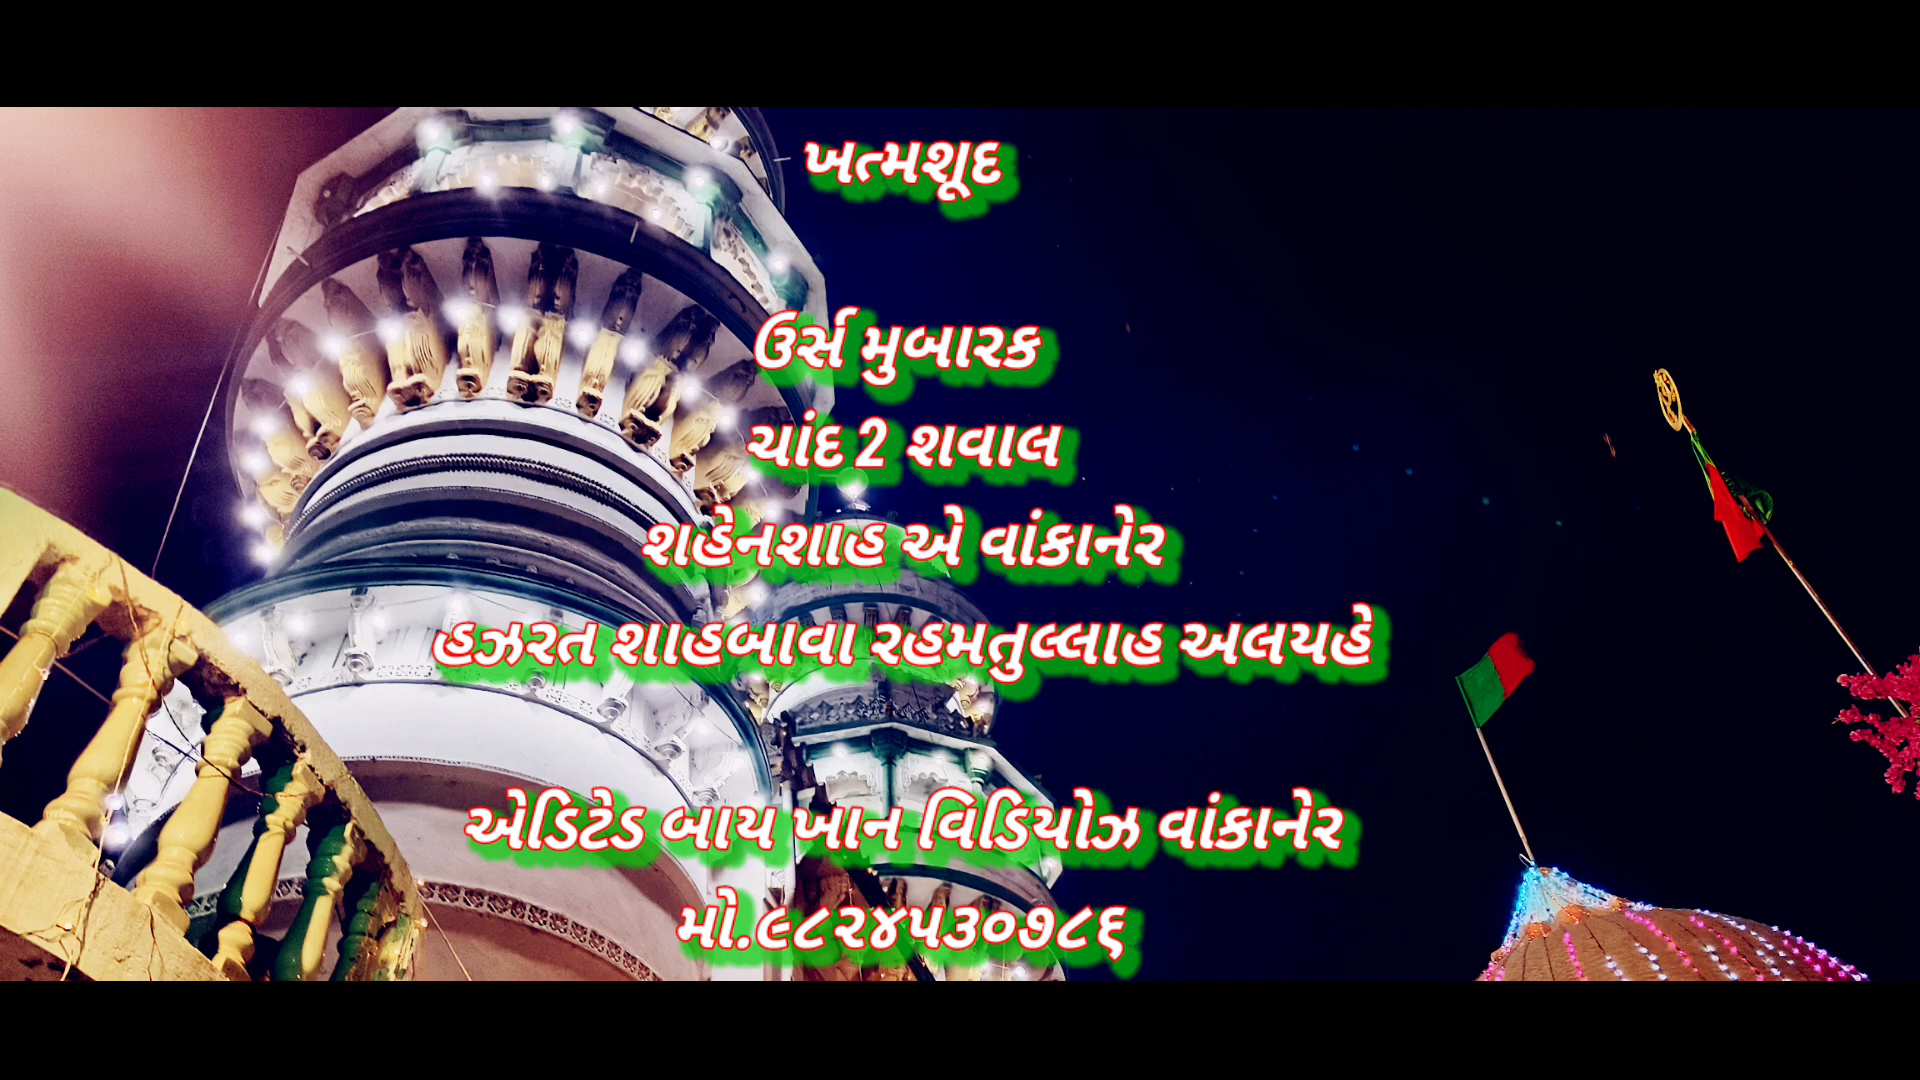 ખત્મશૂદ
ઉર્સ મુબારક
ચાંદ 2 શવાલ
શહેનશાહ એ વાંકાનેર
હઝરત શાહબાવા રહમતુલ્લાહ અલયહે
એડિટેડ બાય ખાન વિડિયોઝ વાંકાનેર
મો.૯૮૨૪૫૩૦૭૮૬